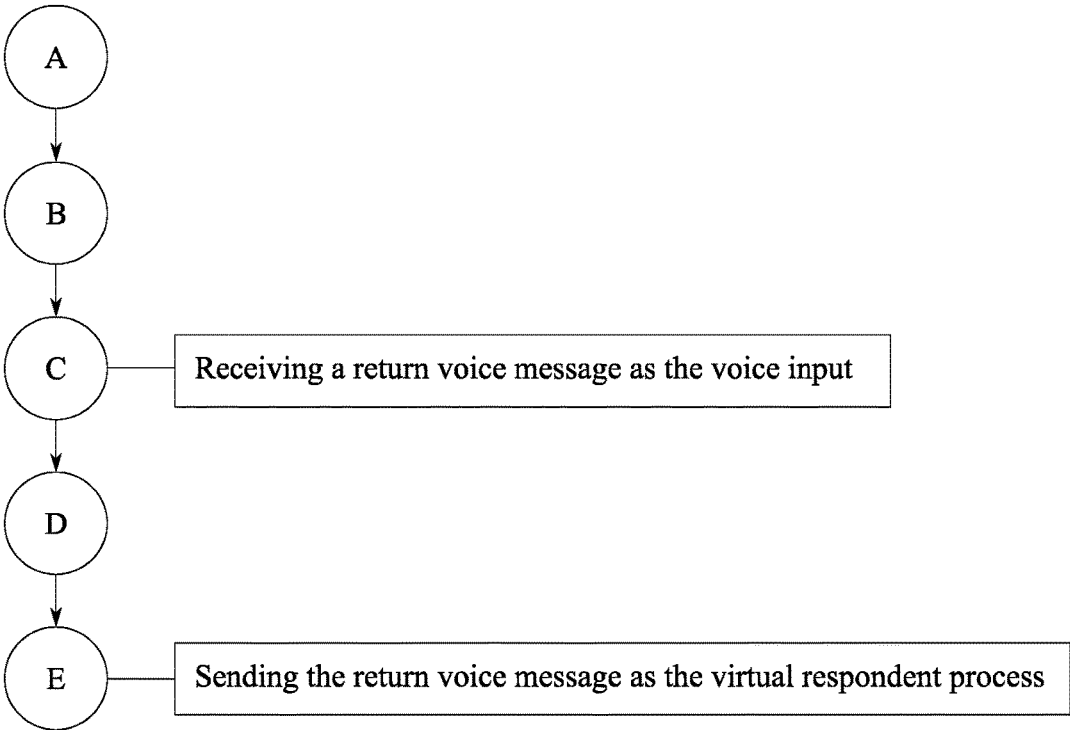 A
B
C
Receiving a return voice message as the voice input
D
E
Sending the return voice message as the virtual respondent process